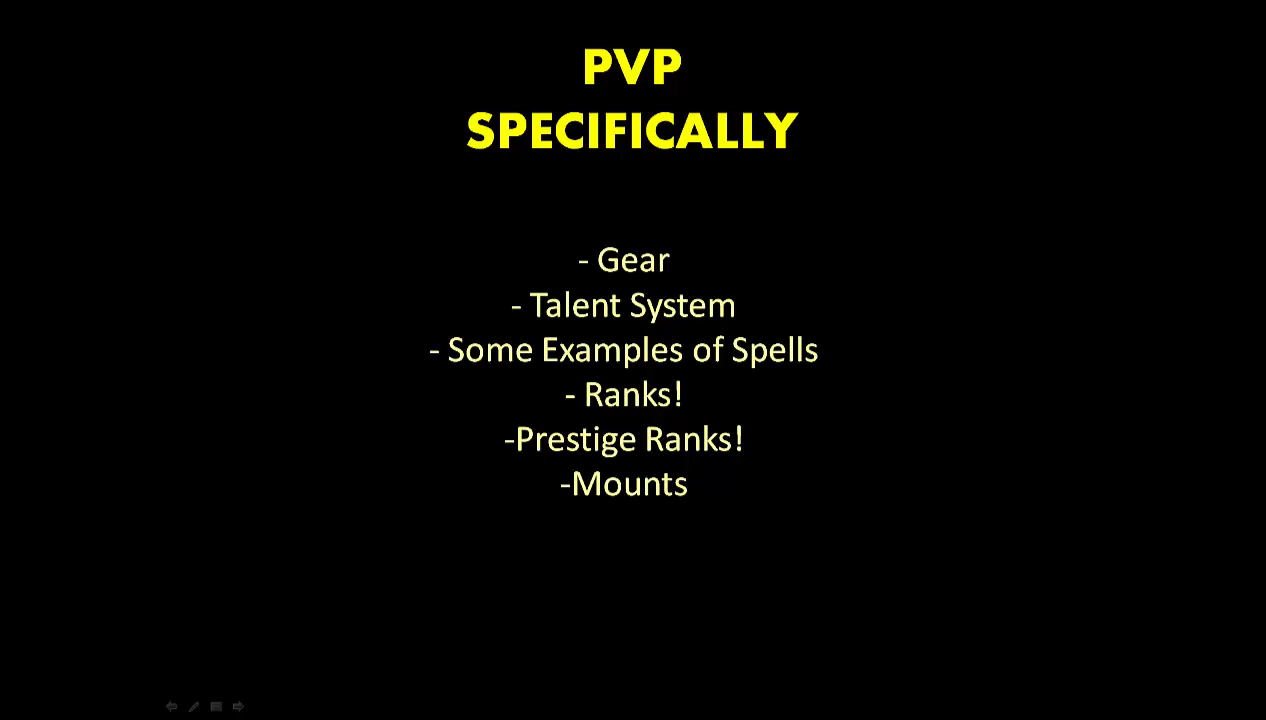 PVP
SPECIFICALLY
- Gear
- Talent System
- Some Examples of Spells
- Ranks!
-Prestige Ranks!
-Mounts